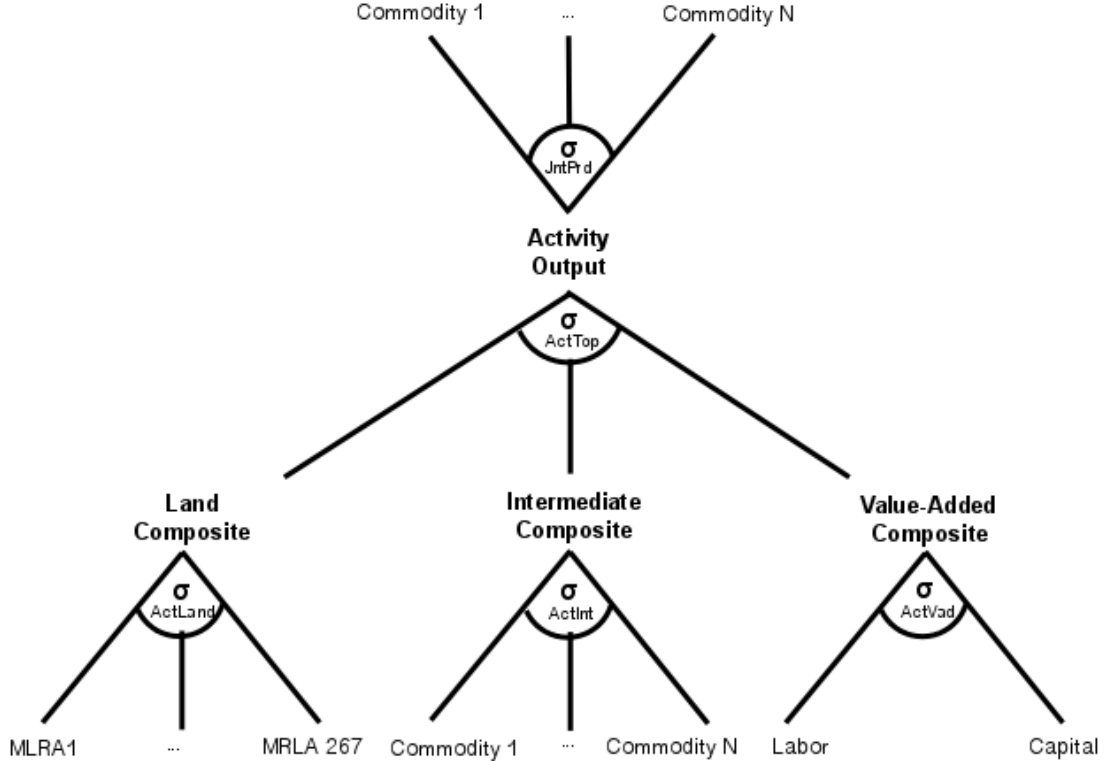 Commodity 1 ... Commodity N
σ
JntPrd
Activity
Output
σ
ActTop
Land
Composite
Intermediate
Composite
Value-Added
Composite
σ
ActLand
σ
ActInt
σ
ActVad
MLRA1 ... MRLA 267
Commodity 1 ... Commodity N
Labor
Capital